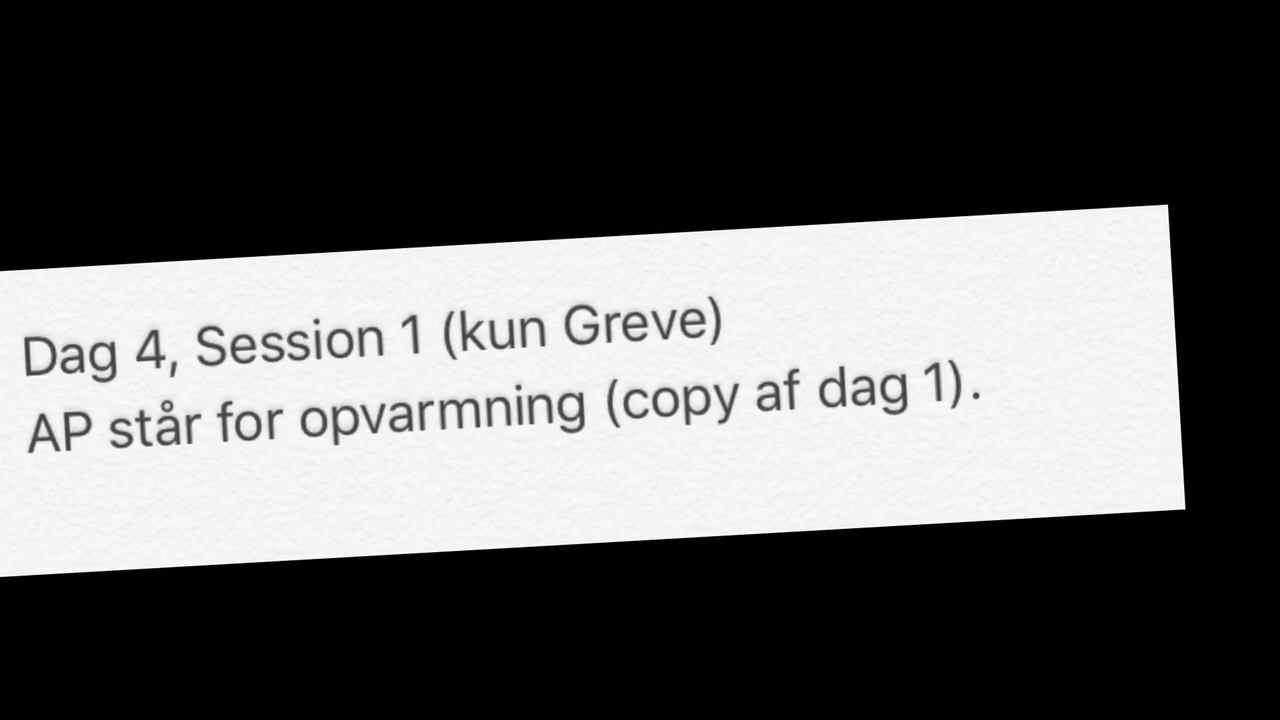 Dag 4, Session 1 (kun Greve)
AP står for opvarmning (copy af dag 1).